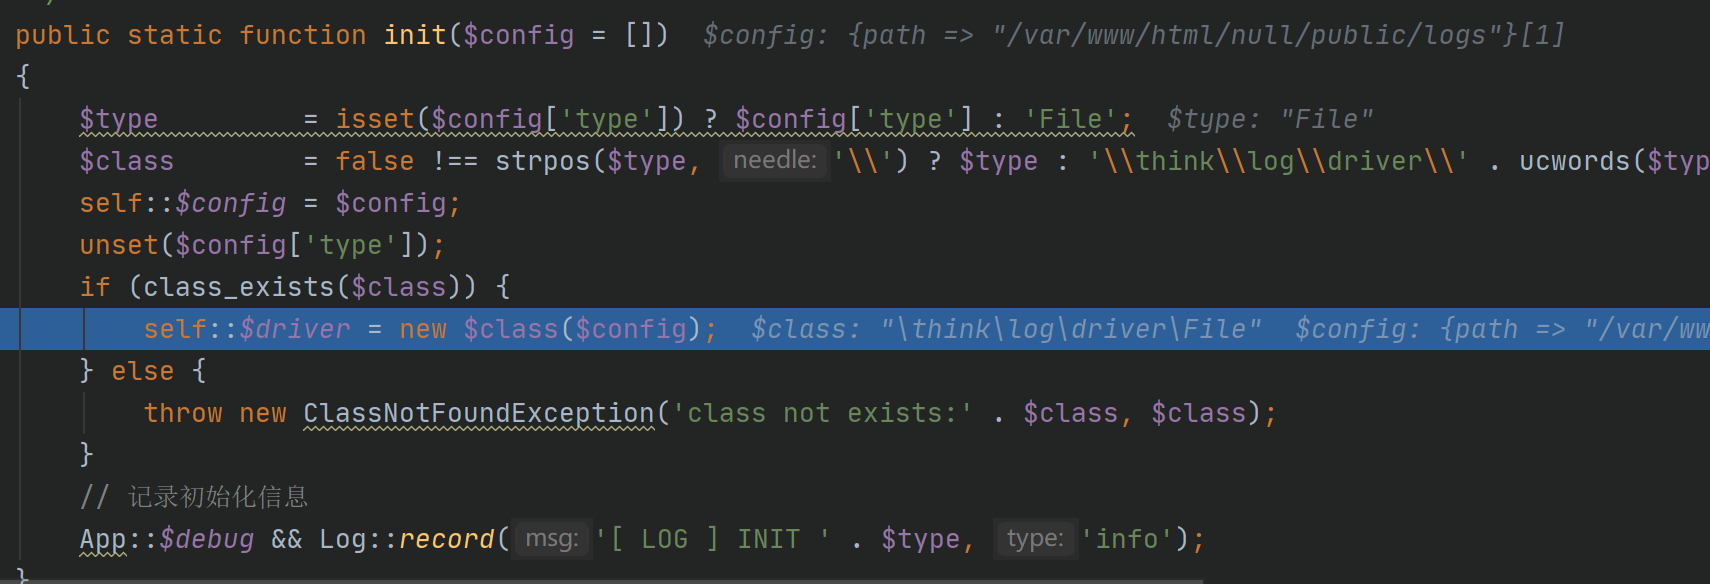 public static function init($config = []) $config: {path => "/var/www/html/null/public/logs"}[1]
{
$type = isset($config['type']) ? $config['type'] : 'File'; $type: "File"
$class = false !== strpos($type, needle: '\\') ? $type : '\\think\\log\\driver\\' . ucwords($typ
self::$config = $config;
unset($config['type']);
if (class_exists($class)) {
self::$driver = new $class($config); $class: "\think\log\driver\File" $config: {path => "/var/ww
} else {
throw new ClassNotFoundException('class not exists:' . $class, $class);
}
// 记录初始化信息
App::$debug && Log::record( msg: '[ LOG ] INIT ' . $type, type: 'info');
}